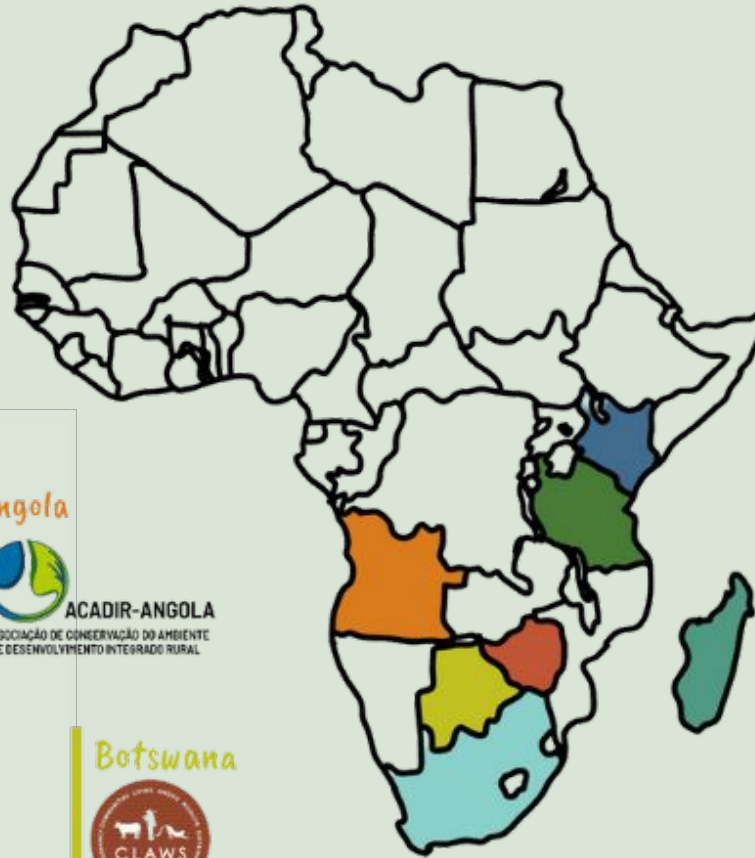 ngola
ACADIR-ANGOLA
SOCIAÇÃO DE CONSERVAÇÃO DO AMBIENTE
E DESENVOLVIMENTO INTEGRADO RURAL
Botswana
CLAWS